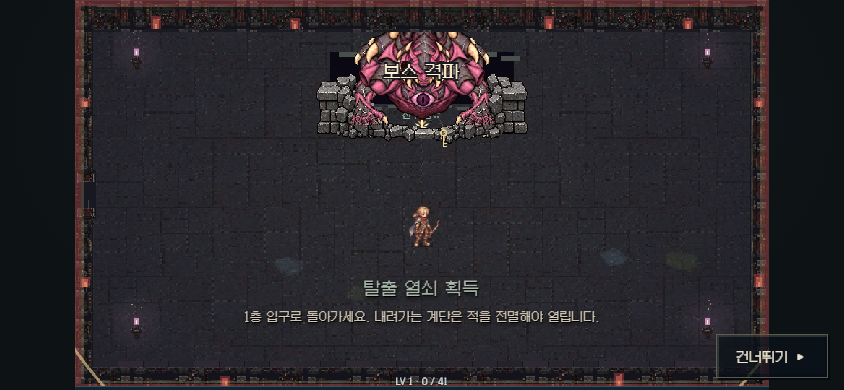 보스 격파
탈출 열쇠 획득
1층 입구로 돌아가세요. 내려가는 계단은 적을 전멸해야 열립니다.
건너뛰기 ▶
LV 1 · 0 / 41